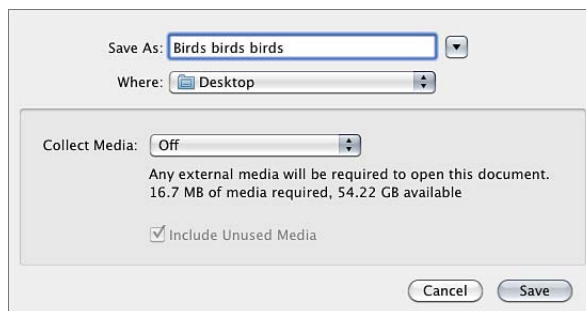 Save As: Birds birds birds
Where: Desktop
Collect Media: Off
Any external media will be required to open this document.
16.7 MB of media required, 54.22 GB available
Include Unused Media
Cancel Save